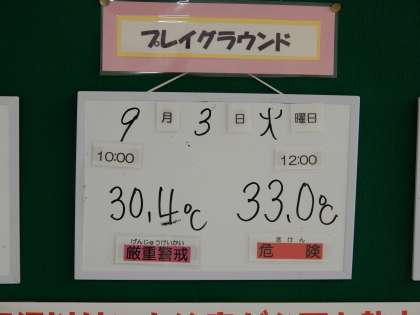 プレイグラウンド
9月3日火曜日
10:00 12:00
30.4℃ 33.0℃
げんじゅうけいかい きけん
厳重警戒 危険